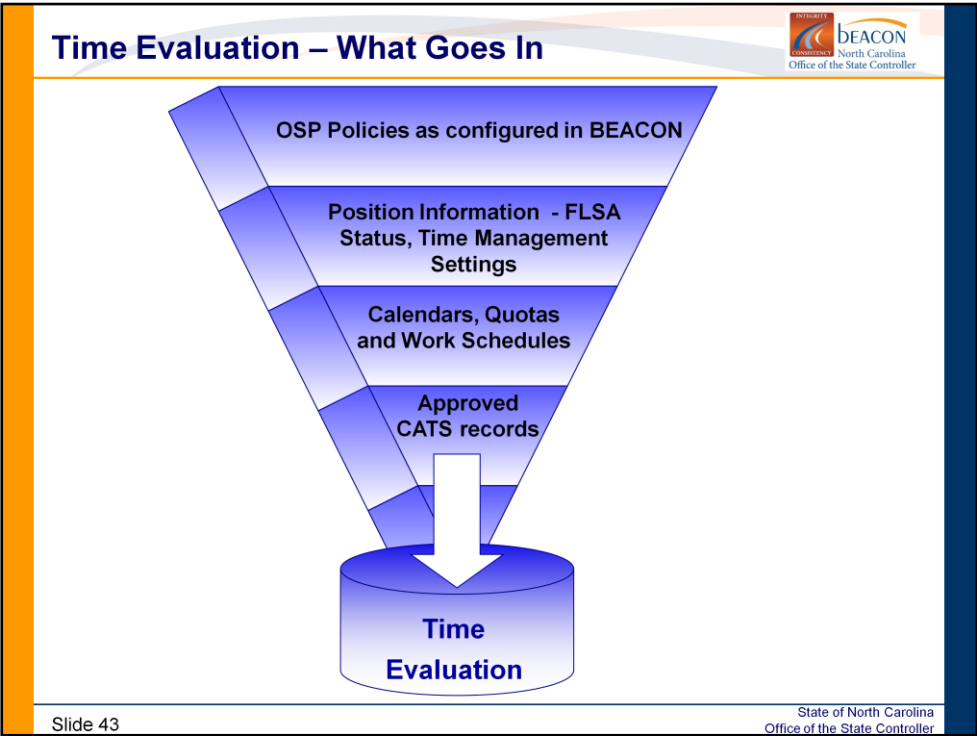 Time Evaluation – What Goes In
INTEGRITY
CONSISTENCY
BEACON
North Carolina
Office of the State Controller
OSP Policies as configured in BEACON
Position Information - FLSA
Status, Time Management
Settings
Calendars, Quotas
and Work Schedules
Approved
CATS records
Time
Evaluation
Slide 43
State of North Carolina
Office of the State Controller